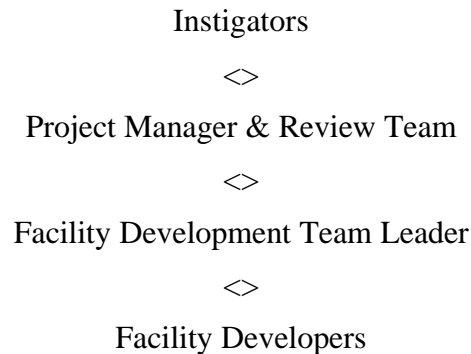 Instigators
<>
Project Manager & Review Team
<>
Facility Development Team Leader
<>
Facility Developers